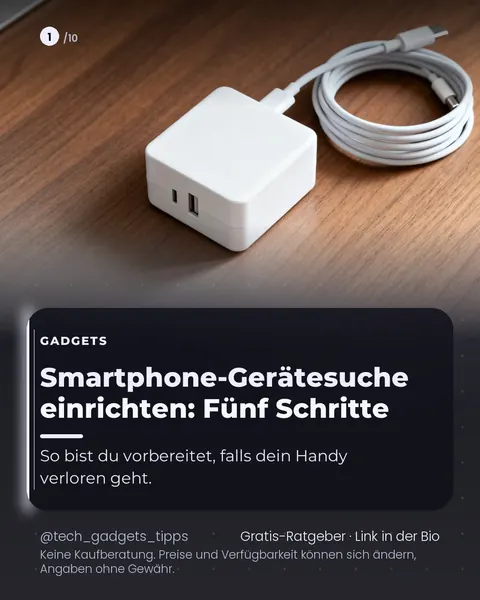 1 /10
GADGETS
Smartphone-Gerätesuche
einrichten: Fünf Schritte
So bist du vorbereitet, falls dein Handy
verloren geht.
@tech_gadgets_tipps Gratis-Ratgeber · Link in der Bio
Keine Kaufberatung. Preise und Verfügbarkeit können sich ändern,
Angaben ohne Gewähr.